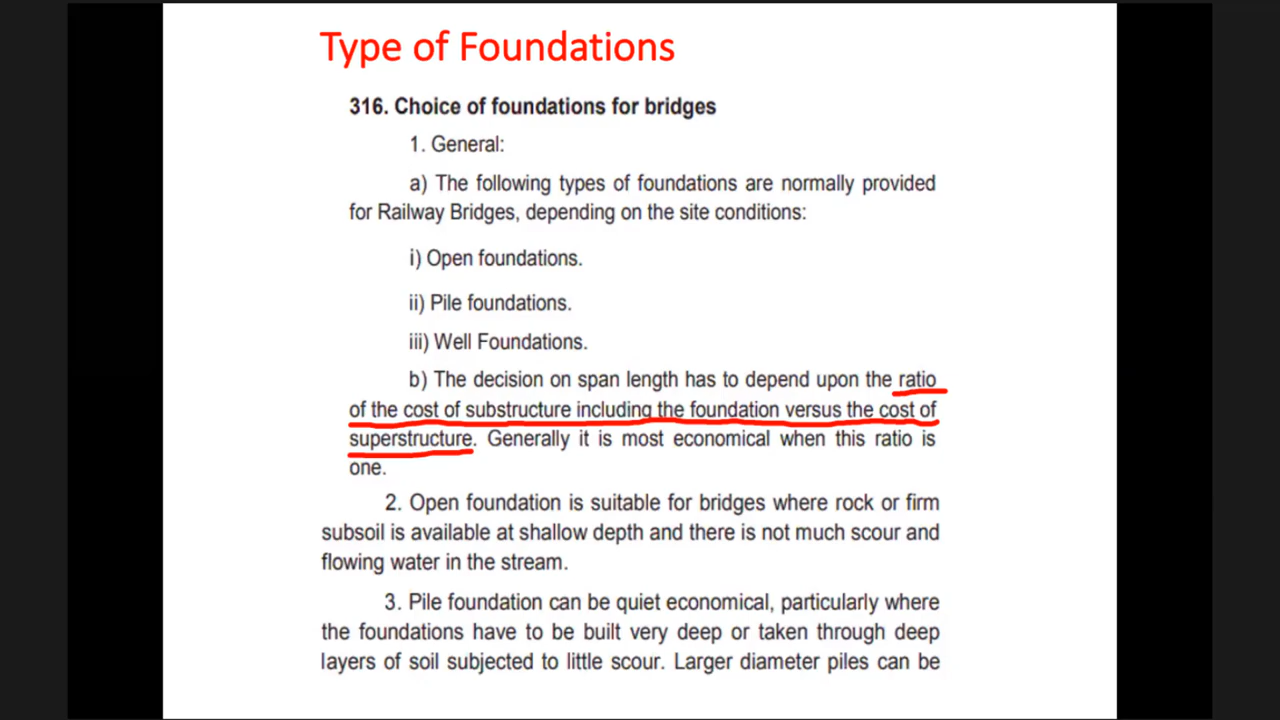 Type of Foundations
316. Choice of foundations for bridges
1. General:
a) The following types of foundations are normally provided
for Railway Bridges, depending on the site conditions:
i) Open foundations.
ii) Pile foundations.
iii) Well Foundations.
b) The decision on span length has to depend upon the ratio
of the cost of substructure including the foundation versus the cost of
superstructure. Generally it is most economical when this ratio is
one.
2. Open foundation is suitable for bridges where rock or firm
subsoil is available at shallow depth and there is not much scour and
flowing water in the stream.
3. Pile foundation can be quiet economical, particularly where
the foundations have to be built very deep or taken through deep
layers of soil subjected to little scour. Larger diameter piles can be